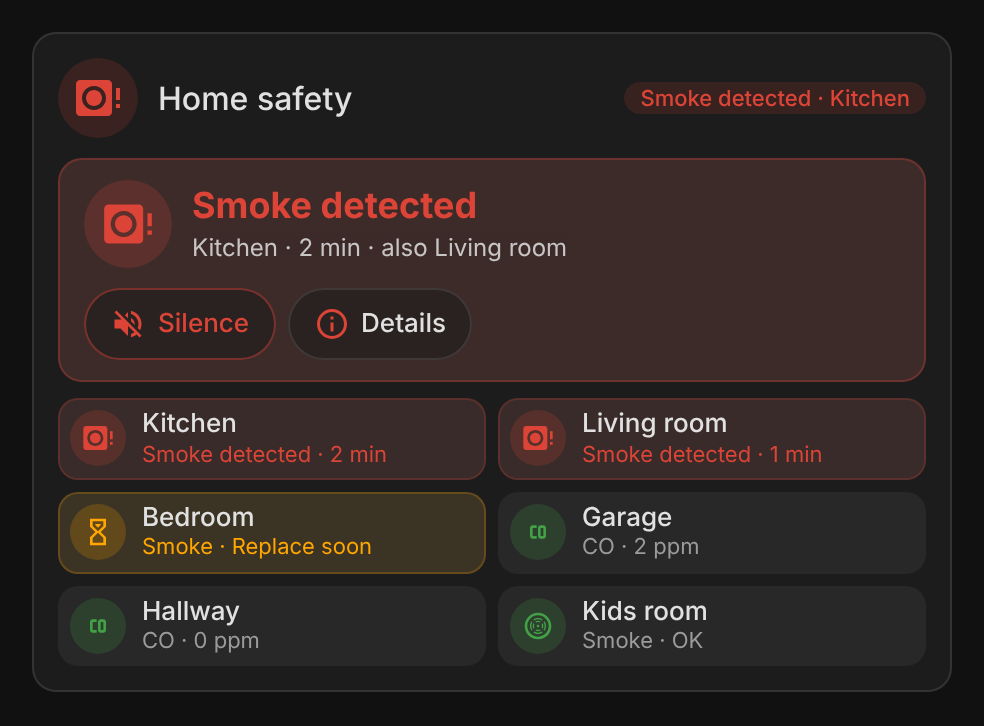 Home safety
Smoke detected · Kitchen
Smoke detected
Kitchen · 2 min · also Living room
Silence
Details
Kitchen
Smoke detected · 2 min
Living room
Smoke detected · 1 min
Bedroom
Smoke · Replace soon
CO
Garage
CO · 2 ppm
CO
Hallway
CO · 0 ppm
Kids room
Smoke · OK